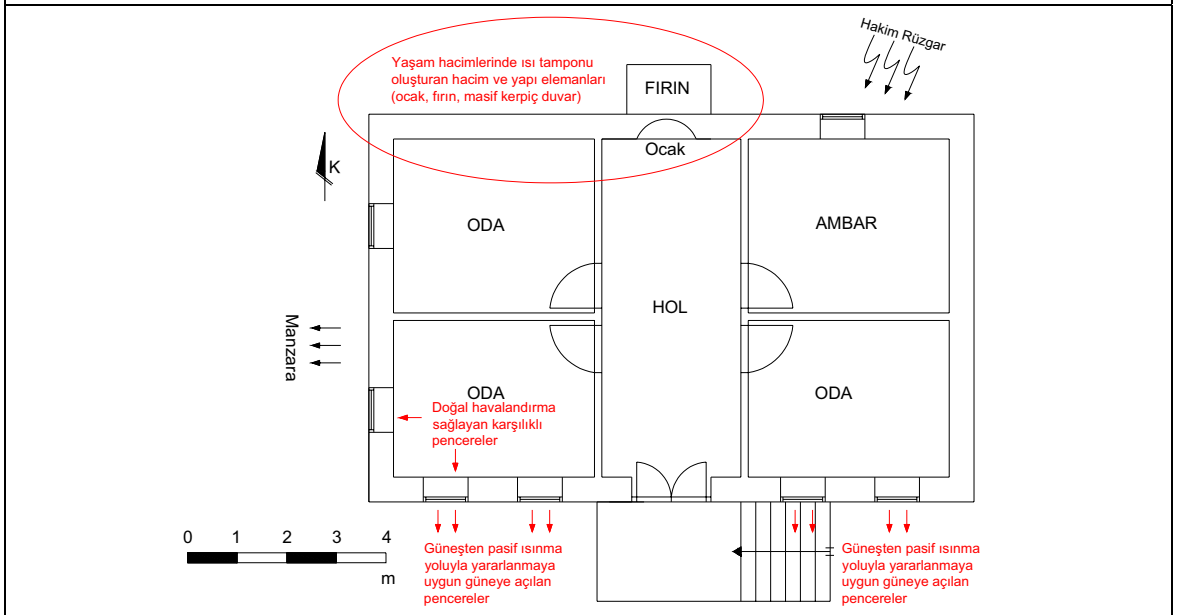 Hakim Rüzgar
Yaşam hacimlerinde ısı tamponu
oluşturan hacim ve yapı elemanları
(ocak, fırın, masif kerpiç duvar)
FIRIN
Ocak
K
ODA
AMBAR
HOL
Manzara
ODA
ODA
Doğal havalandırma
sağlayan karşılıklı
pencereler
0 1 2 3 4
m
Güneşten pasif ısınma
yoluyla yararlanmaya
uygun güneye açılan
pencereler
Güneşten pasif ısınma
yoluyla yararlanmaya
uygun güneye açılan
pencereler